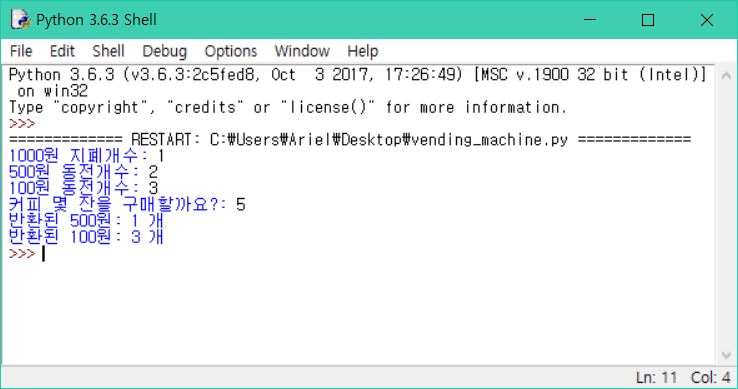 Python 3.6.3 Shell
File Edit Shell Debug Options Window Help
Python 3.6.3 (v3.6.3:2c5fed8, Oct  3 2017, 17:26:49) [MSC v.1900 32 bit (Intel)]
 on win32
Type "copyright", "credits" or "license()" for more information.
>>>
============= RESTART: C:₩Users₩Ariel₩Desktop₩vending_machine.py =============
1000원 지폐개수: 1
500원 동전개수: 2
100원 동전개수: 3
커피 몇 잔을 구매할까요?: 5
반환된 500원: 1 개
반환된 100원: 3 개
>>>
Ln: 11 Col: 4